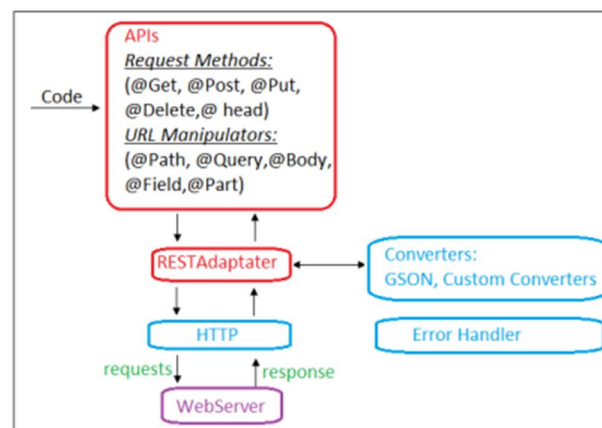 APIs
Request Methods:
(@Get, @Post, @Put,
@Delete,@ head)
URL Manipulators:
(@Path, @Query,@Body,
@Field,@Part)
Code
RESTAdaptater
Converters:
GSON, Custom Converters
HTTP
Error Handler
requests
response
WebServer